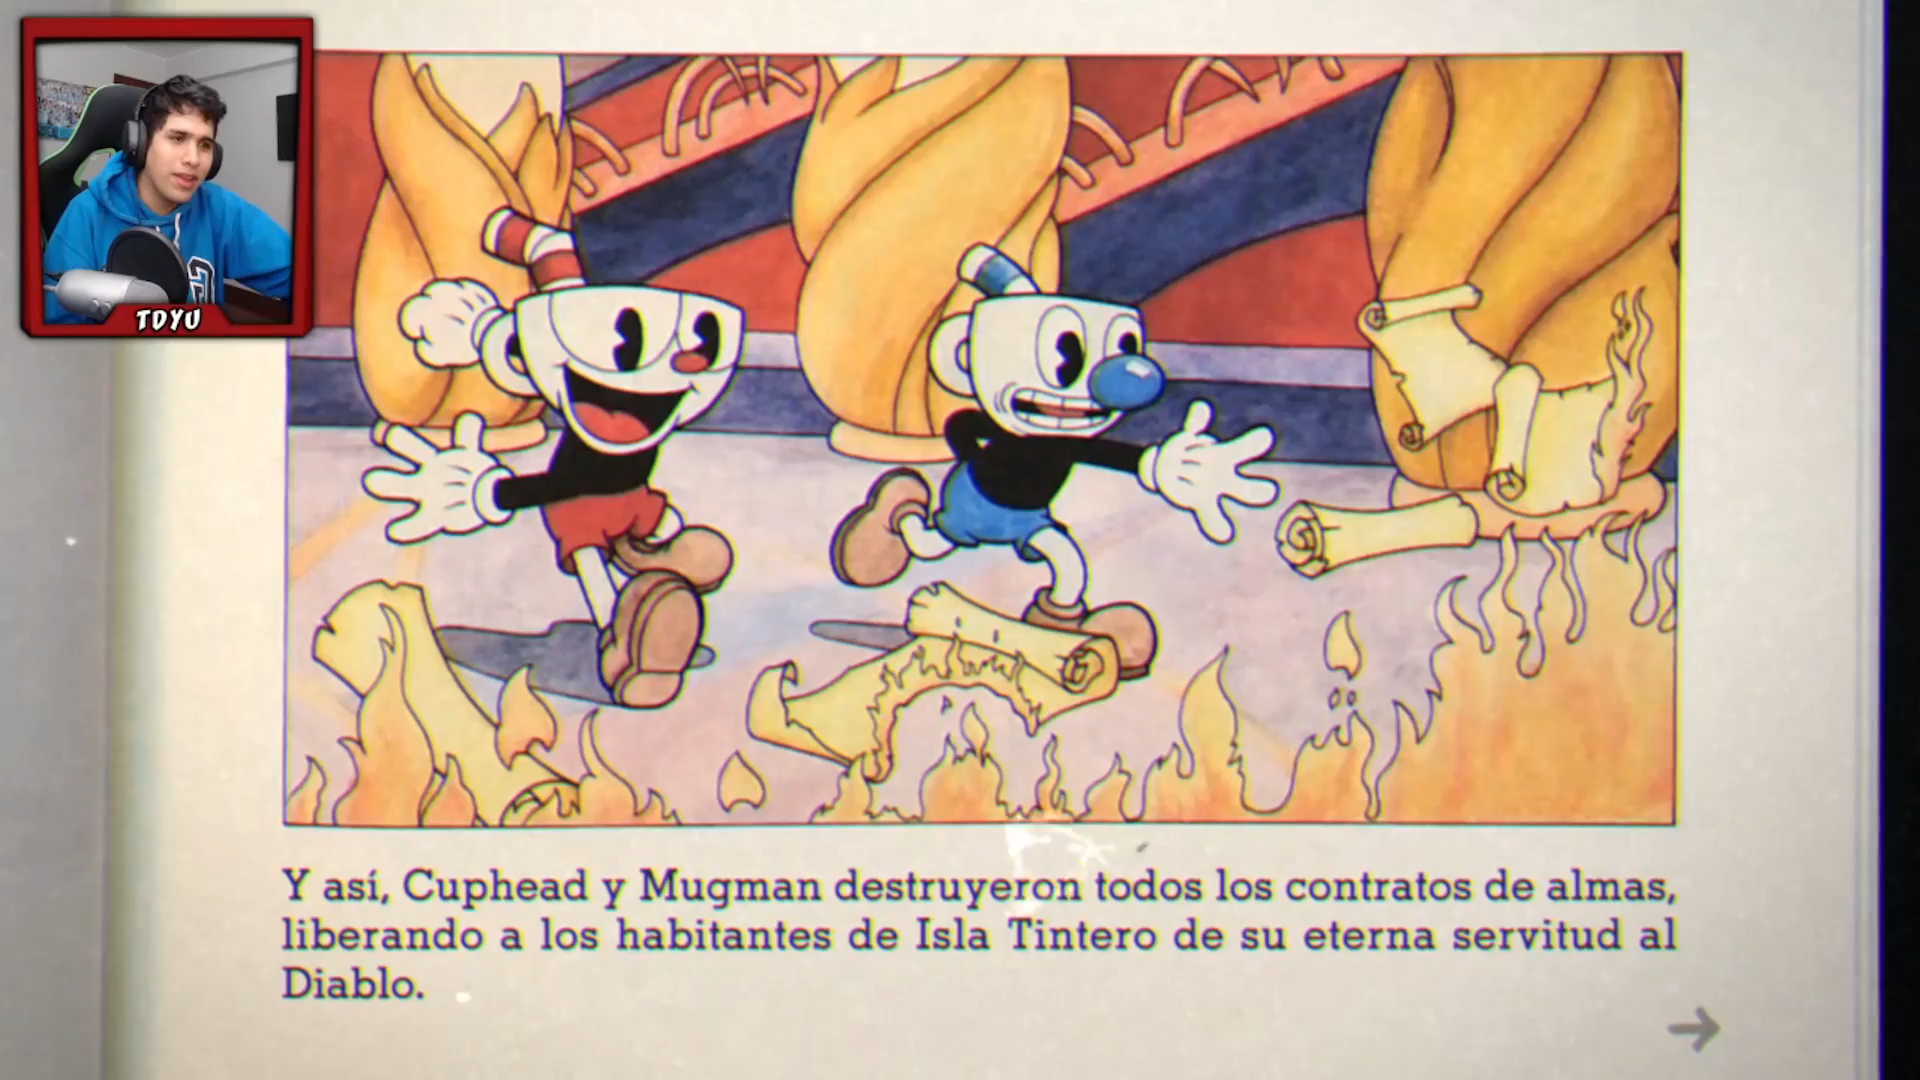 TDYU
Y así, Cuphead y Mugman destruyeron todos los contratos de almas,
liberando a los habitantes de Isla Tintero de su eterna servitud al
Diablo.